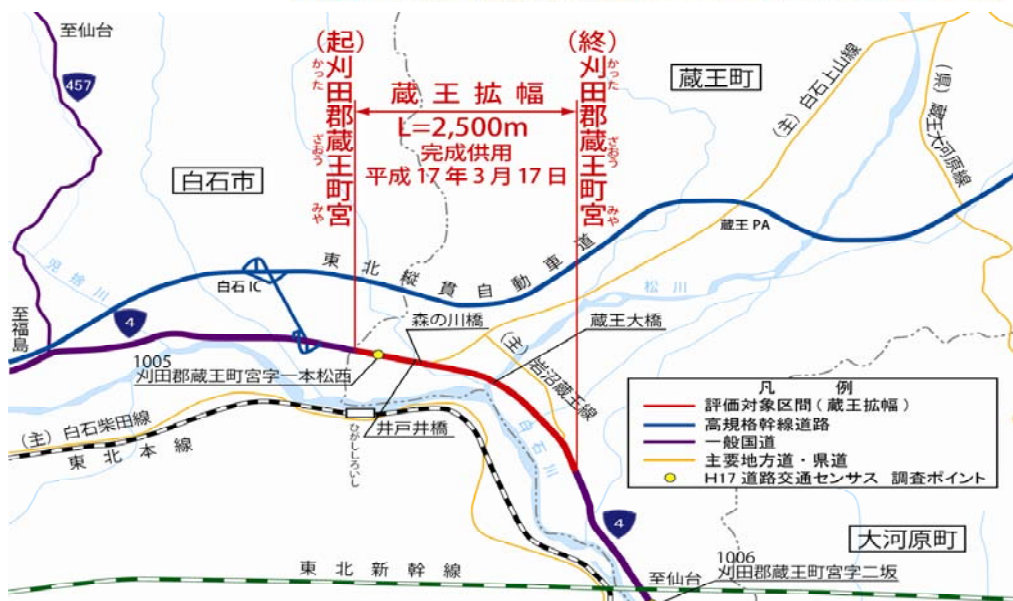 至仙台
457
(起)刈田郡蔵王町宮
かった
ざおう
みや
蔵王拡幅
L=2,500m
完成供用
平成17年3月17日
(終)刈田郡蔵王町宮
かった
ざおう
みや
蔵王町
(主)白石上山線
(県)蔵王大河原線
白石市
児捨川
白石IC
東北縦貫自動車道
蔵王PA
松川
至福島
4
森の川橋
蔵王大橋
1005
刈田郡蔵王町宮字一本松西
(主)岩沼蔵王線
(主)白石柴田線
東北本線
井戸井橋
ひがししろいし
白石川
凡 例
評価対象区間(蔵王拡幅)
高規格幹線道路
一般国道
主要地方道・県道
H17道路交通センサス 調査ポイント
4
大河原町
1006
刈田郡蔵王町宮字二坂
至仙台
東北新幹線